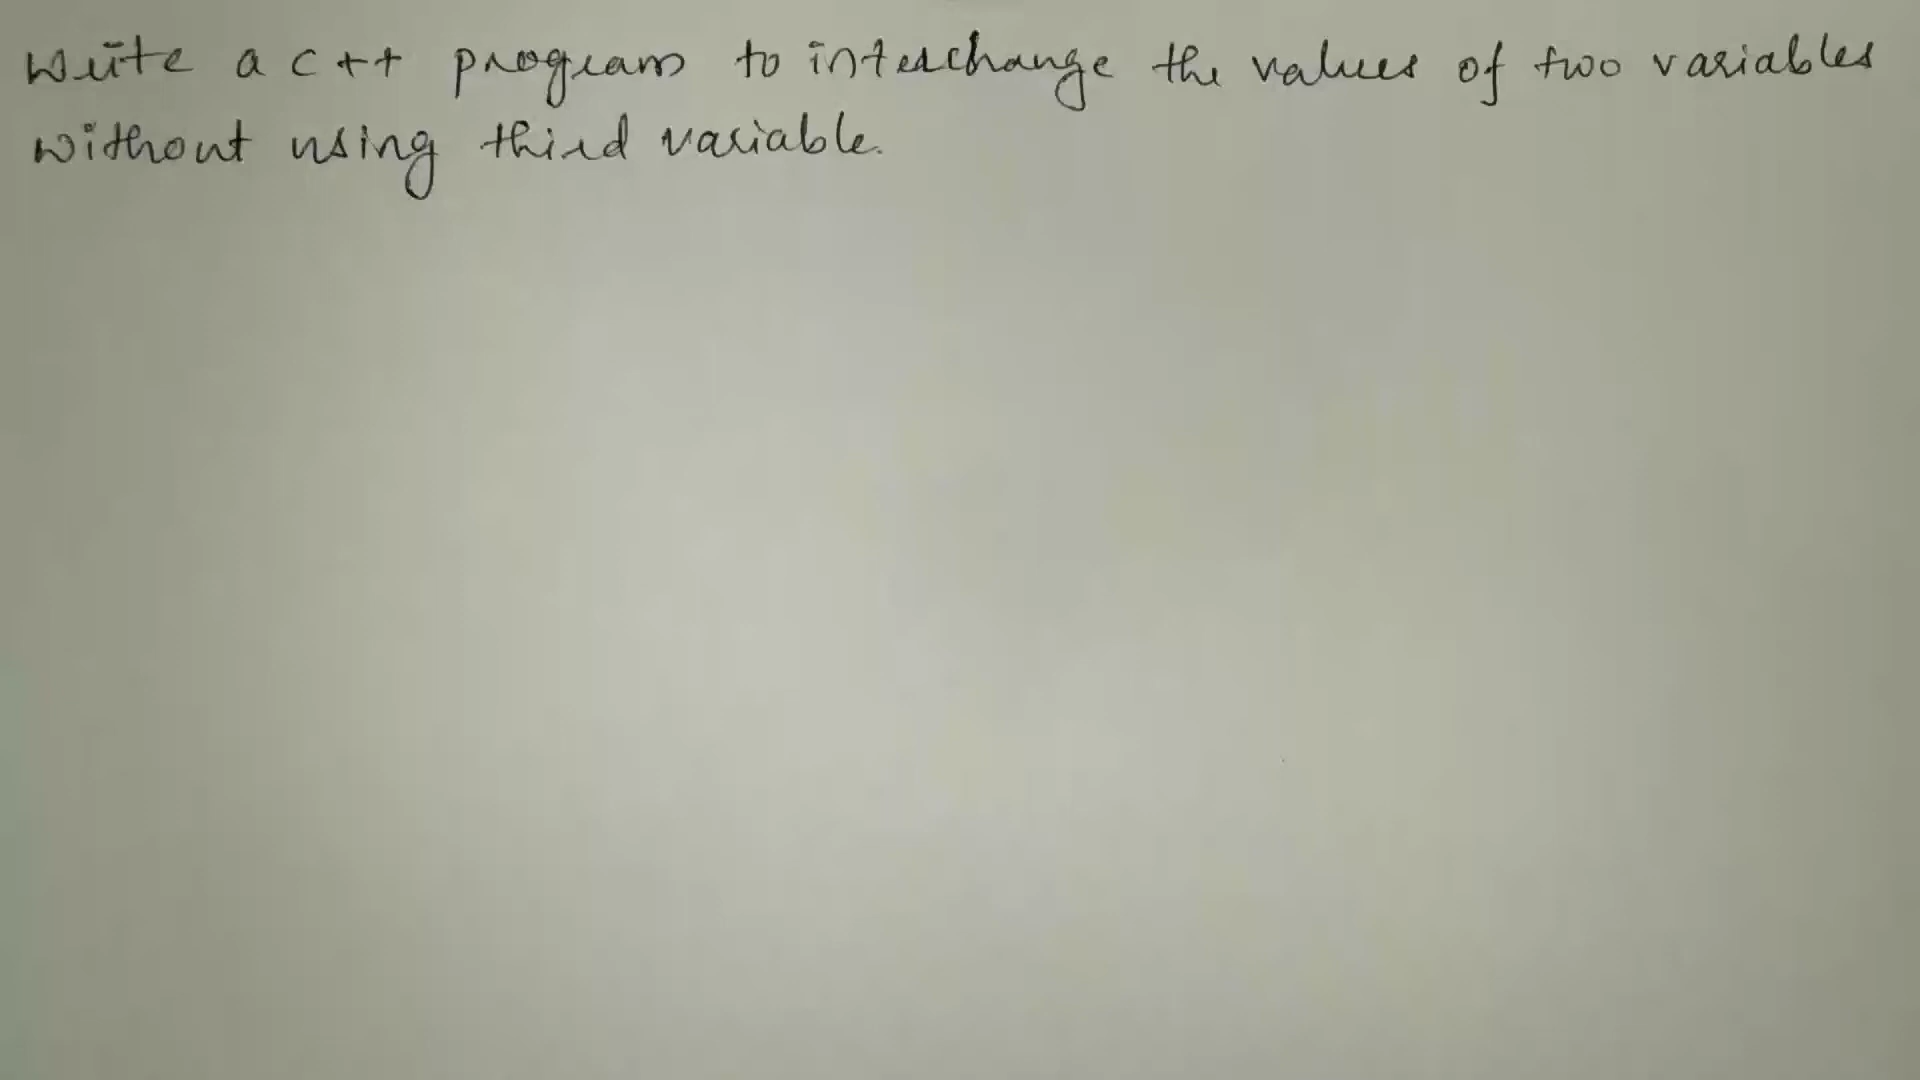 Write a c++ program to interchange the values of two variables
without using third variable.